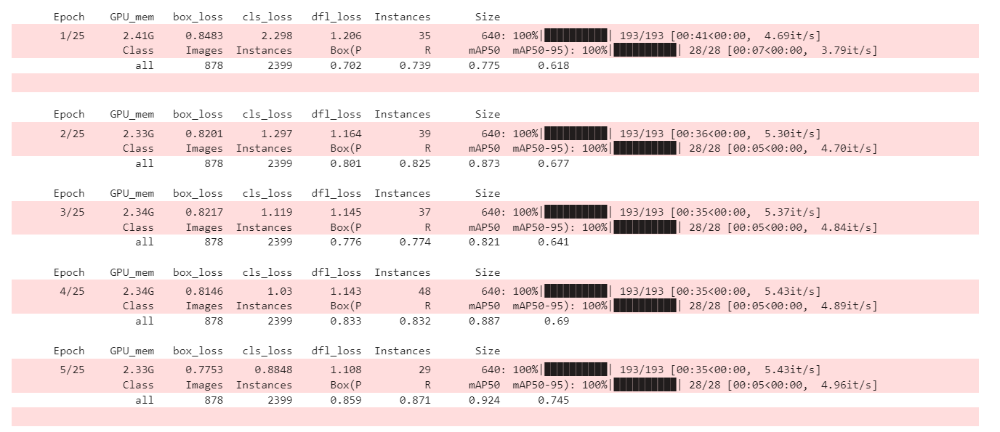 Epoch GPU_mem box_loss cls_loss dfl_loss Instances Size
1/25 2.41G 0.8483 2.298 1.206 35 640: 100%|██████████| 193/193 [00:41<00:00, 4.69it/s]
Class Images Instances Box(P R mAP50 mAP50-95): 100%|██████████| 28/28 [00:07<00:00, 3.79it/s]
all 878 2399 0.702 0.739 0.775 0.618
Epoch GPU_mem box_loss cls_loss dfl_loss Instances Size
2/25 2.33G 0.8201 1.297 1.164 39 640: 100%|██████████| 193/193 [00:36<00:00, 5.30it/s]
Class Images Instances Box(P R mAP50 mAP50-95): 100%|██████████| 28/28 [00:05<00:00, 4.70it/s]
all 878 2399 0.801 0.825 0.873 0.677
Epoch GPU_mem box_loss cls_loss dfl_loss Instances Size
3/25 2.34G 0.8217 1.119 1.145 37 640: 100%|██████████| 193/193 [00:35<00:00, 5.37it/s]
Class Images Instances Box(P R mAP50 mAP50-95): 100%|██████████| 28/28 [00:05<00:00, 4.84it/s]
all 878 2399 0.776 0.774 0.821 0.641
Epoch GPU_mem box_loss cls_loss dfl_loss Instances Size
4/25 2.34G 0.8146 1.03 1.143 48 640: 100%|██████████| 193/193 [00:35<00:00, 5.43it/s]
Class Images Instances Box(P R mAP50 mAP50-95): 100%|██████████| 28/28 [00:05<00:00, 4.89it/s]
all 878 2399 0.833 0.832 0.887 0.69
Epoch GPU_mem box_loss cls_loss dfl_loss Instances Size
5/25 2.33G 0.7753 0.8848 1.108 29 640: 100%|██████████| 193/193 [00:35<00:00, 5.43it/s]
Class Images Instances Box(P R mAP50 mAP50-95): 100%|██████████| 28/28 [00:05<00:00, 4.96it/s]
all 878 2399 0.859 0.871 0.924 0.745